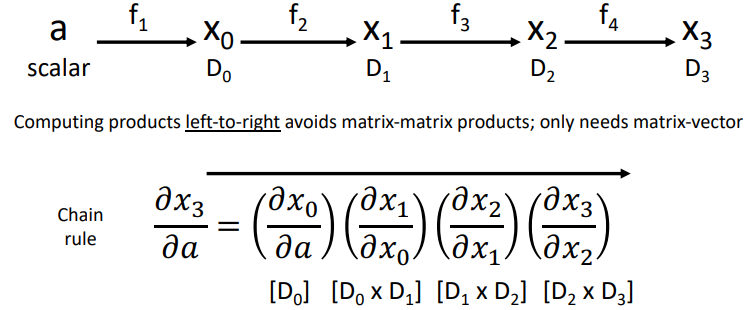 f₁ f₂ f₃ f₄
a x₀ x₁ x₂ x₃
scalar D₀ D₁ D₂ D₃
Computing products left-to-right avoids matrix-matrix products; only needs matrix-vector
Chain rule ∂x₃/∂a = (∂x₀/∂a) (∂x₁/∂x₀) (∂x₂/∂x₁) (∂x₃/∂x₂)
[D₀] [D₀ x D₁] [D₁ x D₂] [D₂ x D₃]